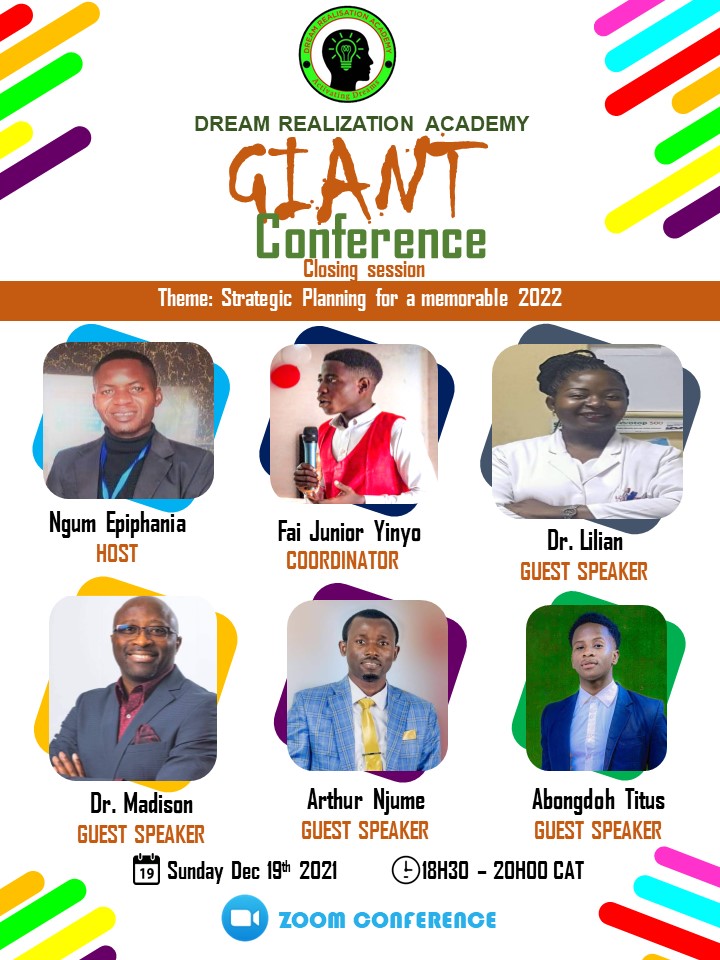 DREAM REALISATION ACADEMY
Activating Dreams
DREAM REALIZATION ACADEMY
GIANT
Conference
Closing session
Theme: Strategic Planning for a memorable 2022
Ngum Epiphania
HOST
Fai Junior Yinyo
COORDINATOR
Dr. Lilian
GUEST SPEAKER
Dr. Madison
GUEST SPEAKER
Arthur Njume
GUEST SPEAKER
Abongdoh Titus
GUEST SPEAKER
19 Sunday Dec 19th 2021
18H30 – 20H00 CAT
ZOOM CONFERENCE